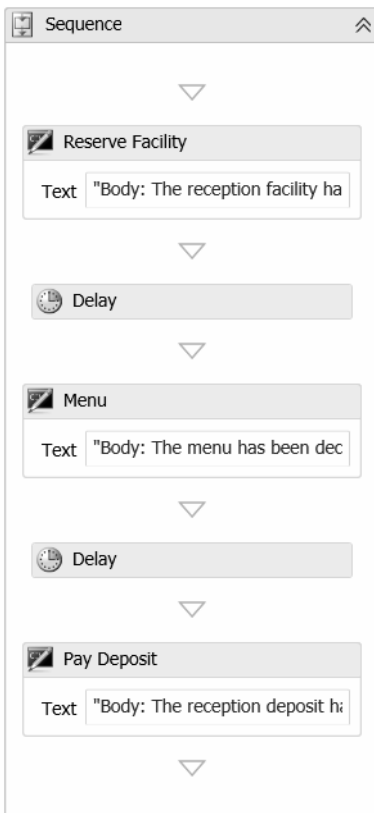 Sequence
Reserve Facility
Text "Body: The reception facility ha
Delay
Menu
Text "Body: The menu has been dec
Delay
Pay Deposit
Text "Body: The reception deposit ha